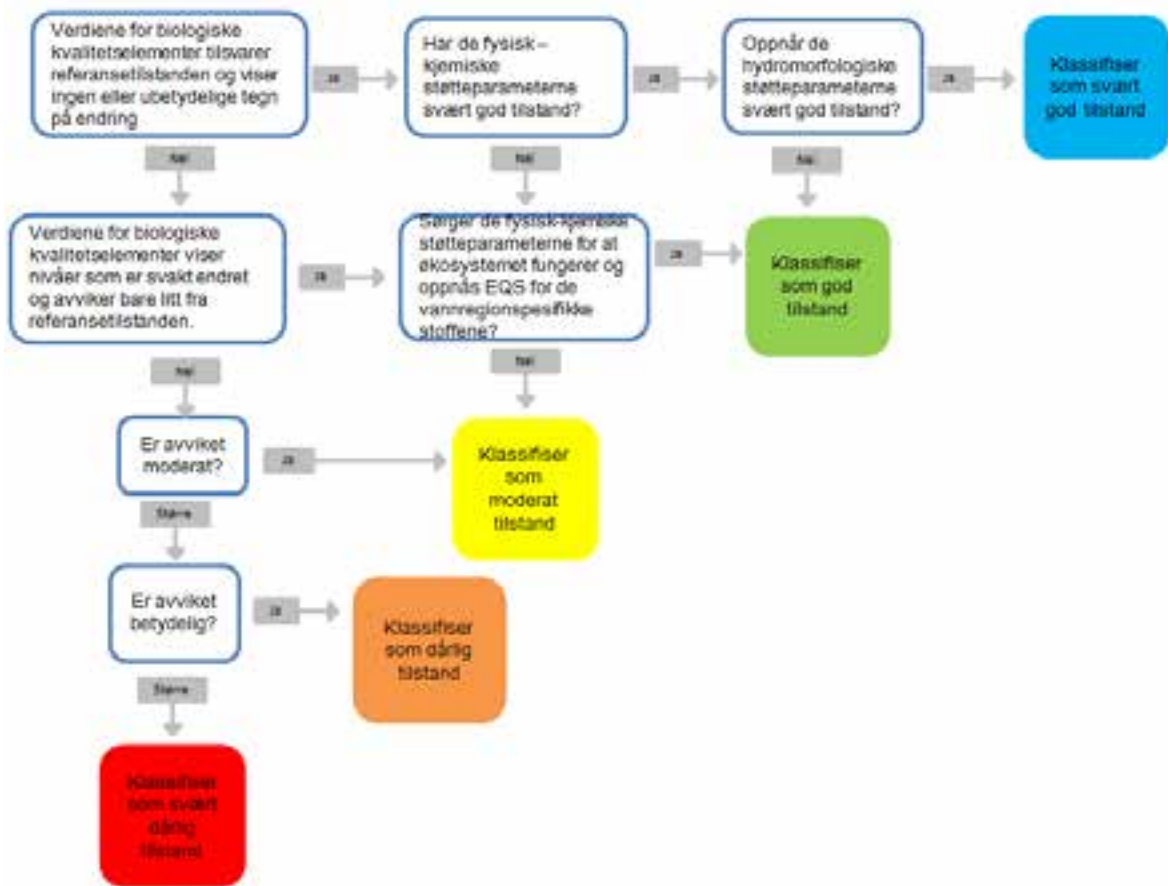 Verdiene for biologiske
kvalitetselementer tilsvarer
referansetilstanden og viser
ingen eller ubetydelige tegn
på endring
Ja
Har de fysisk –
kjemiske
støtteparameterne
svært god tilstand?
Ja
Oppnår de
hydromorfologiske
støtteparameterne
svært god tilstand?
Ja
Klassifiser
som svært
god tilstand
Nei
Nei
Nei
Verdiene for biologiske
kvalitetselementer viser
nivåer som er svakt endret
og avviker bare litt fra
referansetilstanden.
Ja
Sørger de fysisk-kjemiske
støtteparameterne for at
økosystemet fungerer og
oppnås EQS for de
vannregionspesifikke
stoffene?
Ja
Klassifiser
som god
tilstand
Nei
Nei
Er avviket
moderat?
Ja
Klassifiser
som
moderat
tilstand
Større
Er avviket
betydelig?
Ja
Klassifiser
som dårlig
tilstand
Større
Klassifiser
som svært
dårlig
tilstand